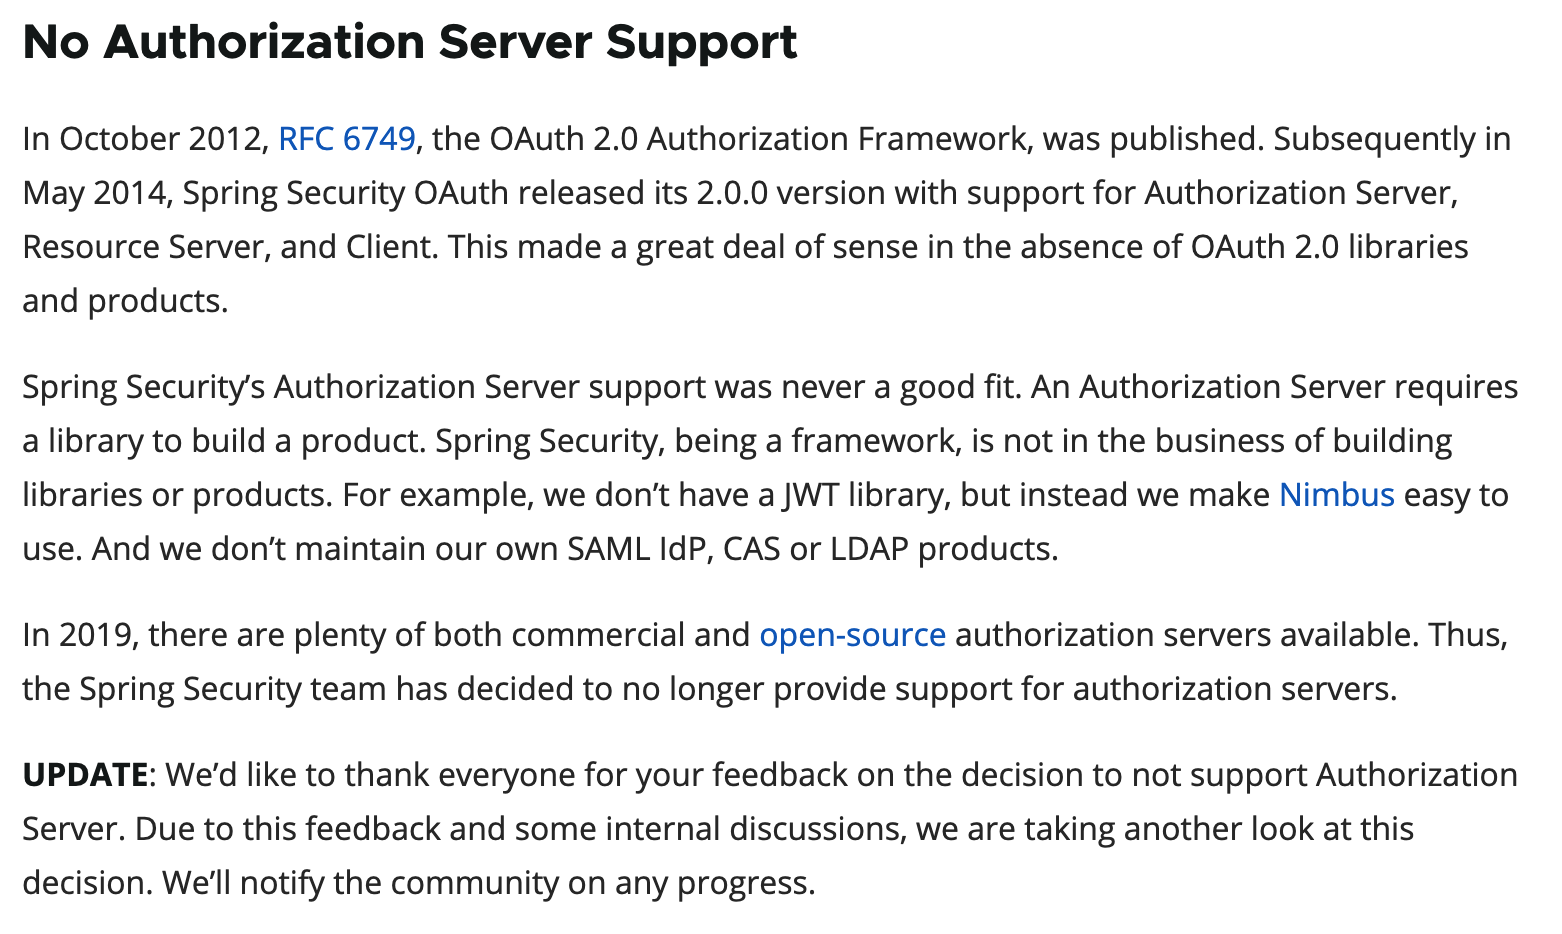 No Authorization Server Support
In October 2012, RFC 6749, the OAuth 2.0 Authorization Framework, was published. Subsequently in
May 2014, Spring Security OAuth released its 2.0.0 version with support for Authorization Server,
Resource Server, and Client. This made a great deal of sense in the absence of OAuth 2.0 libraries
and products.
Spring Security’s Authorization Server support was never a good fit. An Authorization Server requires
a library to build a product. Spring Security, being a framework, is not in the business of building
libraries or products. For example, we don’t have a JWT library, but instead we make Nimbus easy to
use. And we don’t maintain our own SAML IdP, CAS or LDAP products.
In 2019, there are plenty of both commercial and open-source authorization servers available. Thus,
the Spring Security team has decided to no longer provide support for authorization servers.
UPDATE: We’d like to thank everyone for your feedback on the decision to not support Authorization
Server. Due to this feedback and some internal discussions, we are taking another look at this
decision. We’ll notify the community on any progress.